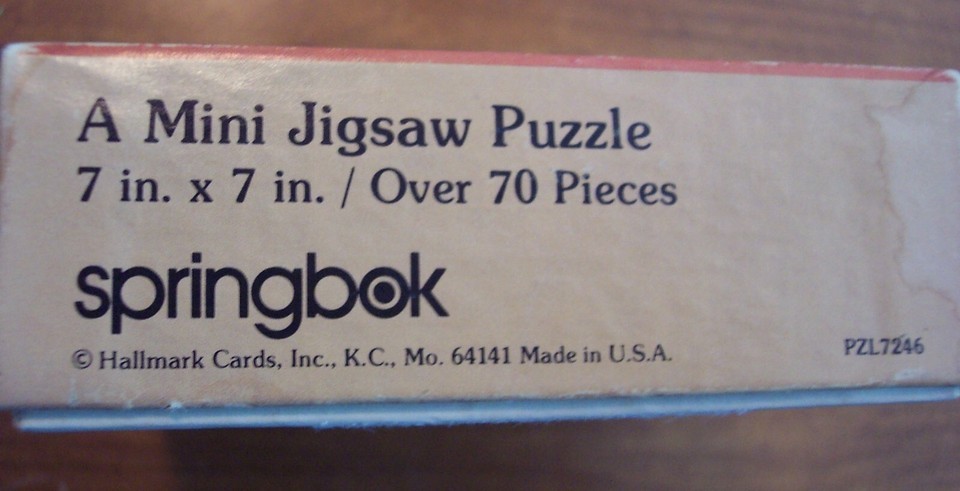 A Mini Jigsaw Puzzle
7 in. x 7 in. / Over 70 Pieces
springbok
© Hallmark Cards, Inc., K.C., Mo. 64141 Made in U.S.A.
PZL7246